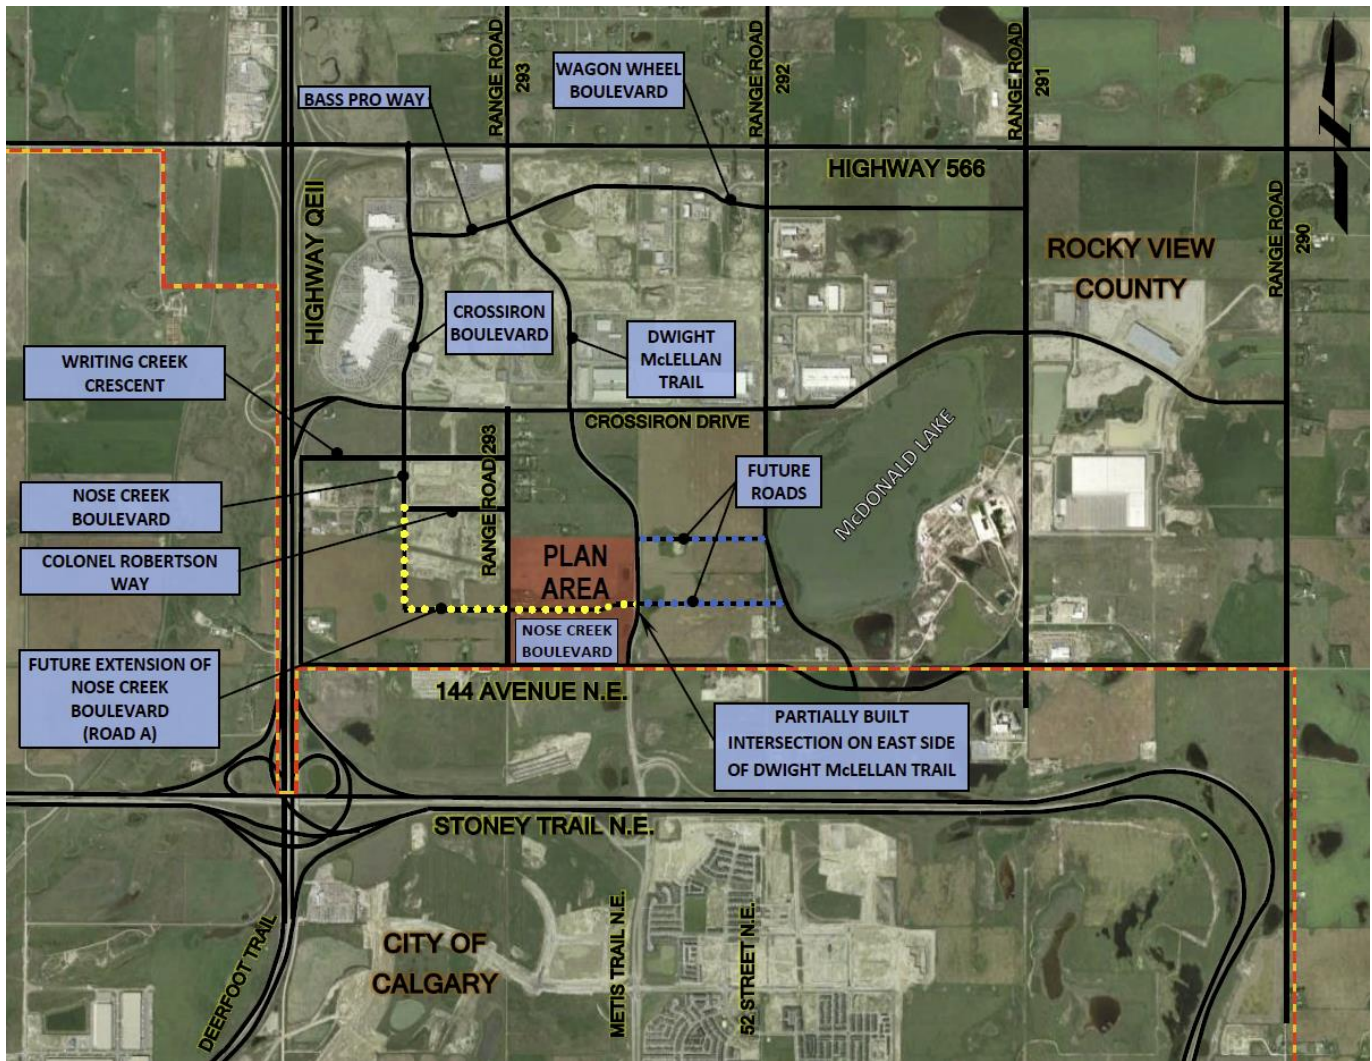 RANGE ROAD
293
WAGON WHEEL
BOULEVARD
RANGE ROAD
292
RANGE ROAD
291
BASS PRO WAY
HIGHWAY 566
HIGHWAY QEII
ROCKY VIEW
COUNTY
RANGE ROAD
290
CROSSIRON
BOULEVARD
DWIGHT
McLELLAN
TRAIL
WRITING CREEK
CRESCENT
CROSSIRON DRIVE
McDONALD LAKE
RANGE ROAD 293
FUTURE
ROADS
NOSE CREEK
BOULEVARD
COLONEL ROBERTSON
WAY
PLAN
AREA
NOSE CREEK
BOULEVARD
FUTURE EXTENSION OF
NOSE CREEK
BOULEVARD
(ROAD A)
144 AVENUE N.E.
PARTIALLY BUILT
INTERSECTION ON EAST SIDE
OF DWIGHT McLELLAN TRAIL
STONEY TRAIL N.E.
DEERFOOT TRAIL
CITY OF
CALGARY
METIS TRAIL N.E.
52 STREET N.E.